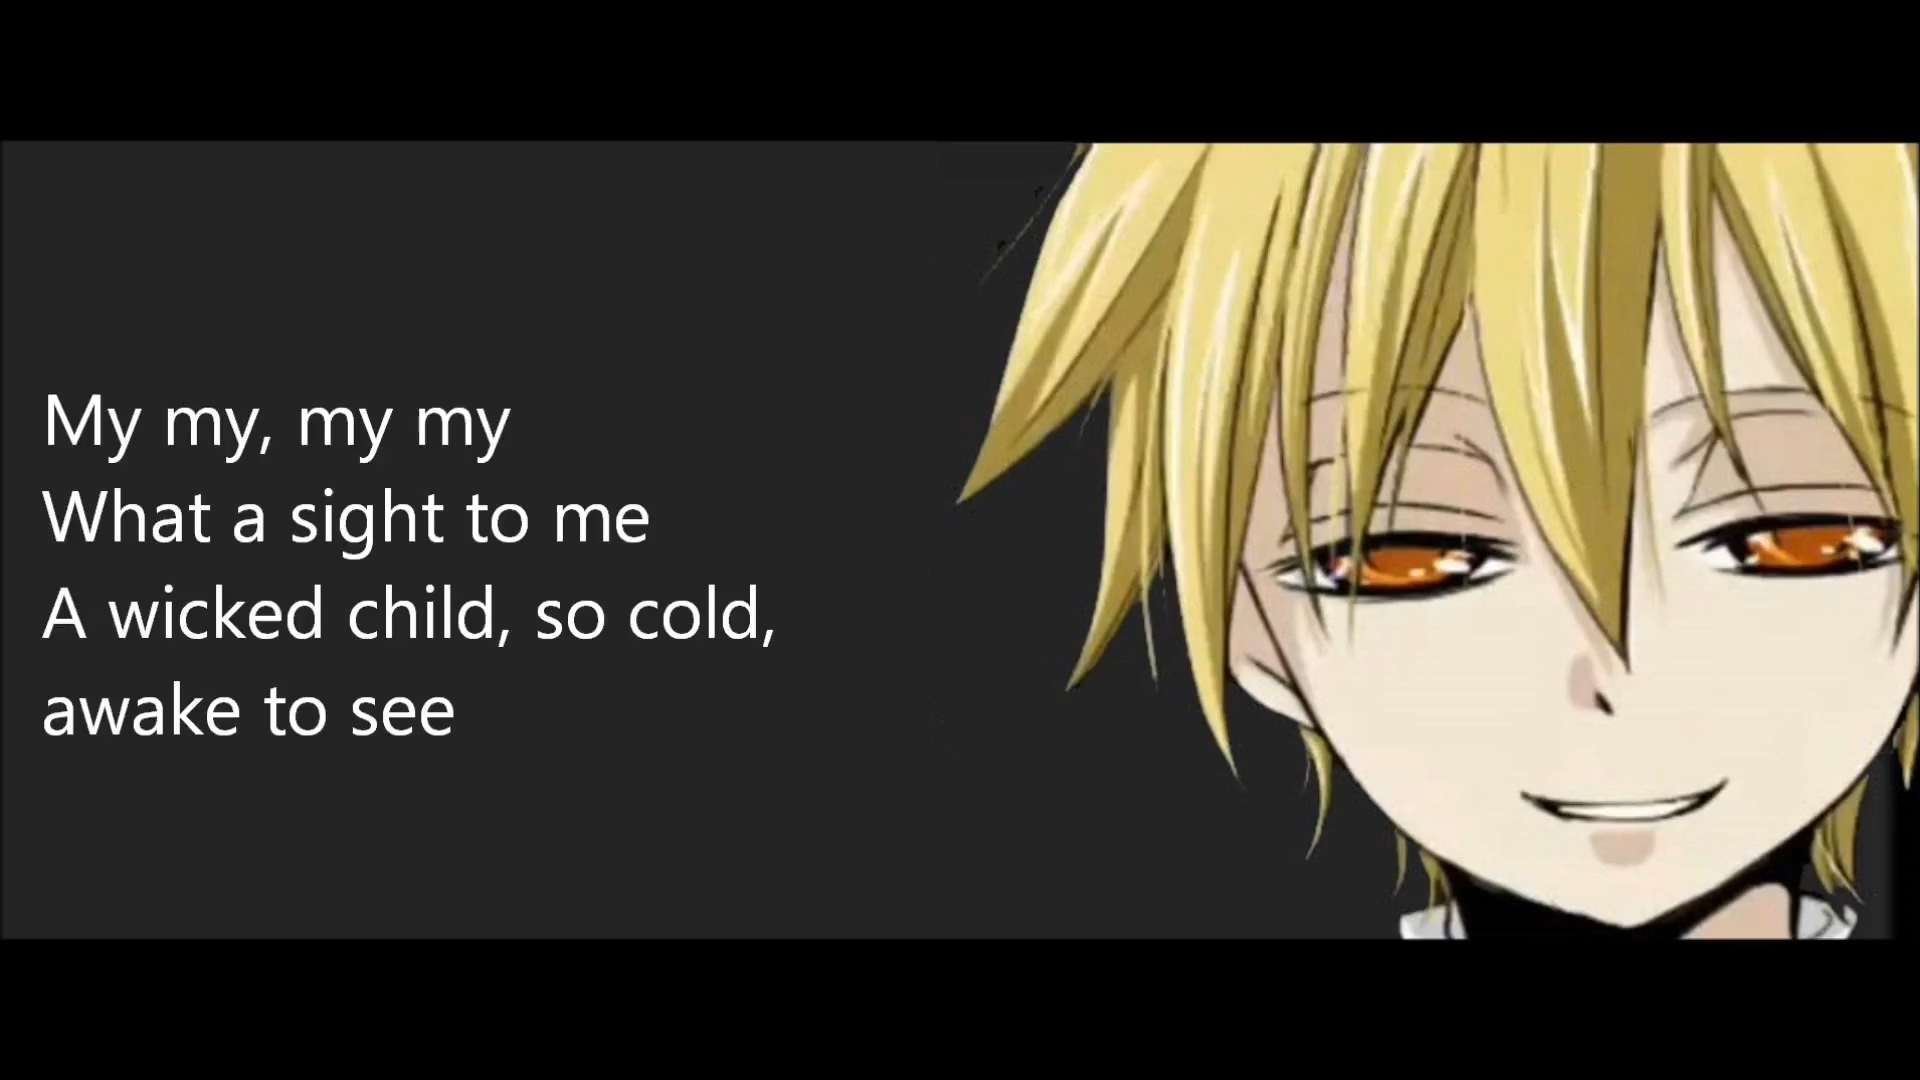 My my, my my
What a sight to me
A wicked child, so cold,
awake to see